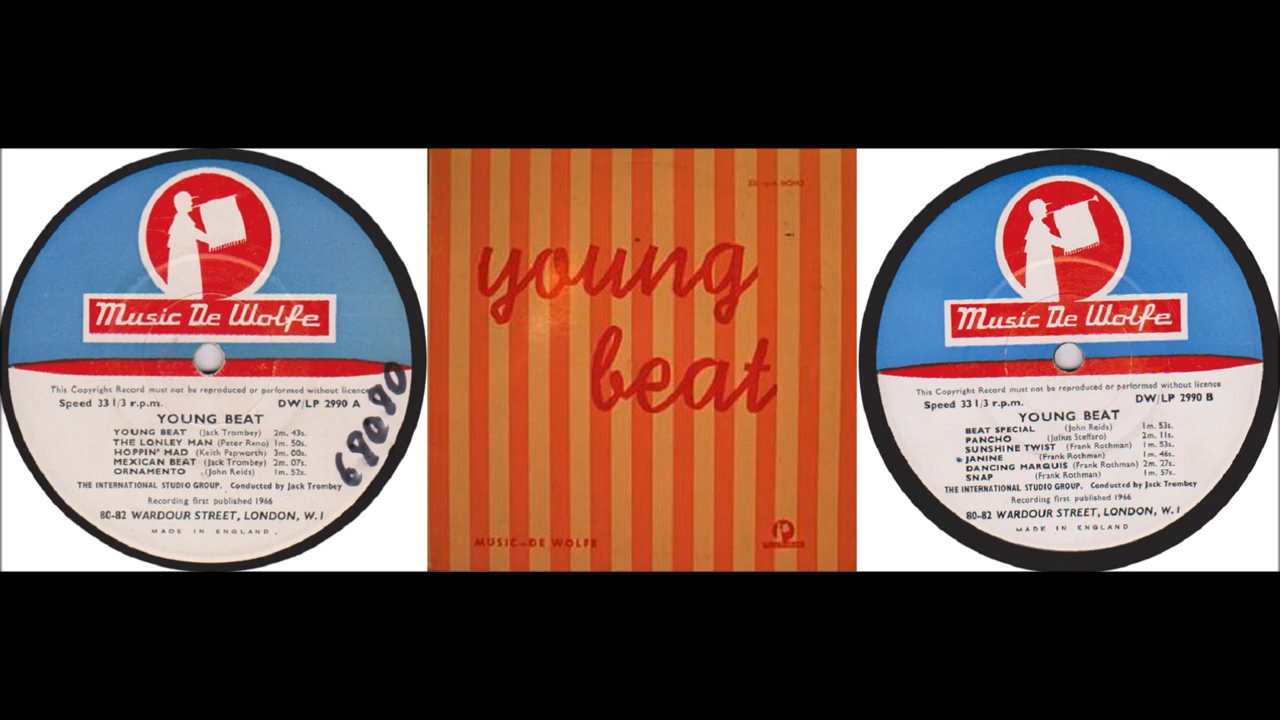 Music De Wolfe
This Copyright Record must not be reproduced or performed without licence
Speed 33 1/3 r.p.m. DW/LP 2990 A
YOUNG BEAT
YOUNG BEAT (Jack Trombey) 2m. 43s.
THE LONLEY MAN (Peter Reno) 1m. 50s.
HOPPIN' MAD (Keith Papworth) 3m. 00s.
MEXICAN BEAT (Jack Trombey) 2m. 07s.
ORNAMENTO (John Reids) 1m. 52s.
THE INTERNATIONAL STUDIO GROUP. Conducted by Jack Trombey
Recording first published 1966
80-82 WARDOUR STREET, LONDON, W.1
MADE IN ENGLAND.
young
beat
MUSIC-DE WOLFE
Music De Wolfe
This Copyright Record must not be reproduced or performed without licence
Speed 33 1/3 r.p.m. DW/LP 2990 B
YOUNG BEAT
BEAT SPECIAL (John Reids) 1m. 53s.
PANCHO (Julius Steffaro) 2m. 11s.
SUNSHINE TWIST (Frank Rothman) 1m. 53s.
JANINE (Frank Rothman) 1m. 46s.
DANCING MARQUIS (Frank Rothman) 2m. 27s.
SNAP (Frank Rothman) 1m. 57s.
THE INTERNATIONAL STUDIO GROUP. Conducted by Jack Trombey
Recording first published 1966
80-82 WARDOUR STREET, LONDON, W.1
MADE IN ENGLAND